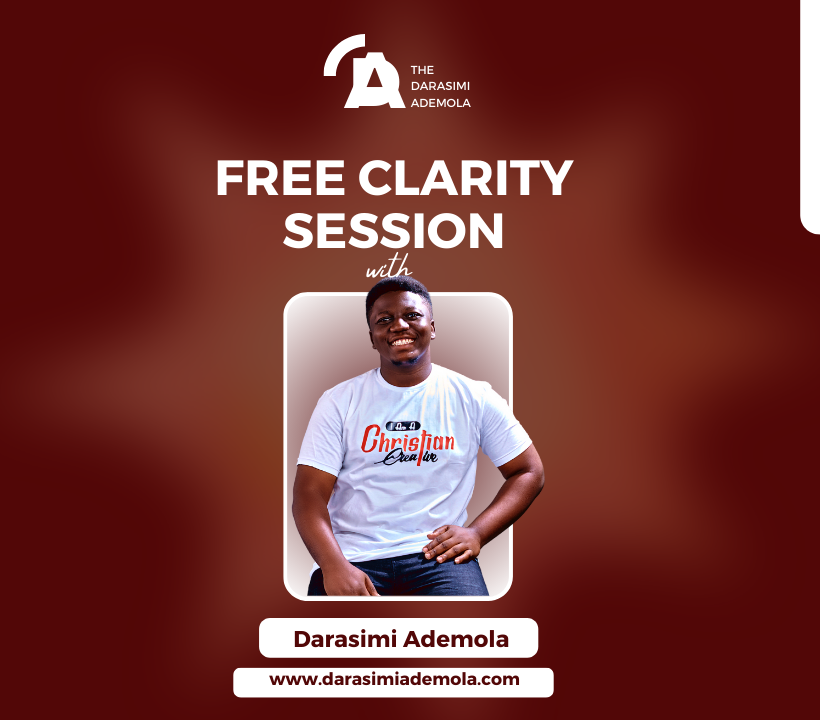 THE
DARASIMI
ADEMOLA
FREE CLARITY
SESSION
with
I Am A
Christian
Creative
Darasimi Ademola
www.darasimiademola.com